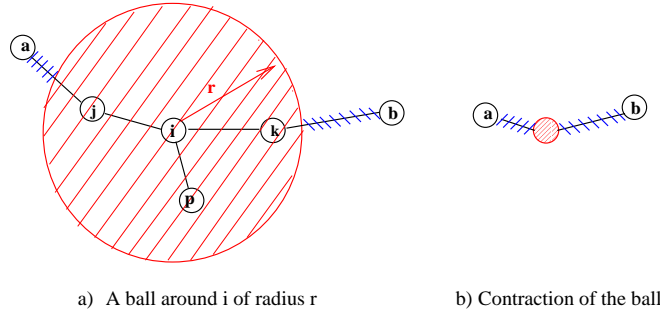 a
r
j
i
k
b
p
a
b
a) A ball around i of radius r
b) Contraction of the ball